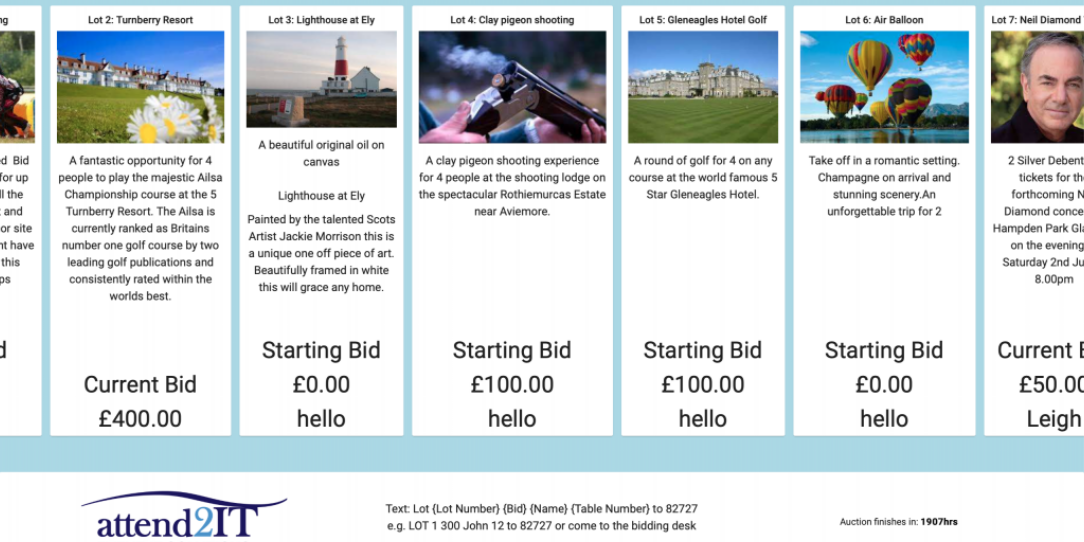 ng
ed Bid
for up
ll the
t and
or site
nt have
this
ps
d
Lot 2: Turnberry Resort
A fantastic opportunity for 4
people to play the majestic Ailsa
Championship course at the 5
Turnberry Resort. The Ailsa is
currently ranked as Britains
number one golf course by two
leading golf publications and
consistently rated within the
worlds best.
Current Bid
£400.00
Lot 3: Lighthouse at Ely
A beautiful original oil on
canvas
Lighthouse at Ely
Painted by the talented Scots
Artist Jackie Morrison this is
a unique one off piece of art.
Beautifully framed in white
this will grace any home.
Starting Bid
£0.00
hello
Lot 4: Clay pigeon shooting
A clay pigeon shooting experience
for 4 people at the shooting lodge on
the spectacular Rothiemurcas Estate
near Aviemore.
Starting Bid
£100.00
hello
Lot 5: Gleneagles Hotel Golf
A round of golf for 4 on any
course at the world famous 5
Star Gleneagles Hotel.
Starting Bid
£100.00
hello
Lot 6: Air Balloon
Take off in a romantic setting.
Champagne on arrival and
stunning scenery.An
unforgettable trip for 2
Starting Bid
£0.00
hello
Lot 7: Neil Diamond
2 Silver Debent
tickets for the
forthcoming N
Diamond conce
Hampden Park Gla
on the evening
Saturday 2nd Ju
8.00pm
Current B
£50.00
Leigh
attend2IT
Text: Lot {Lot Number} {Bid} {Name} {Table Number} to 82727
e.g. LOT 1 300 John 12 to 82727 or come to the bidding desk
Auction finishes in: 1907hrs